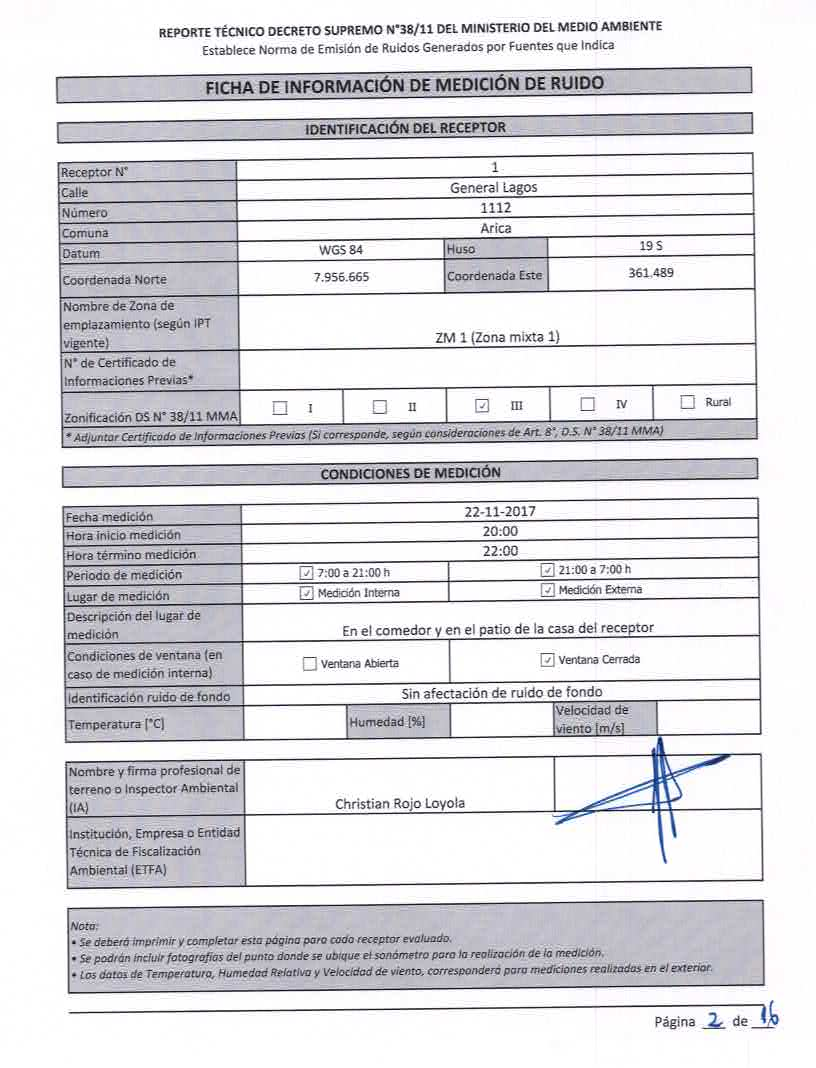 REPORTE TÉCNICO DECRETO SUPREMO N°38/11 DEL MINISTERIO DEL MEDIO AMBIENTE
Establece Norma de Emisión de Ruidos Generados por Fuentes que Indica
FICHA DE INFORMACIÓN DE MEDICIÓN DE RUIDO
IDENTIFICACIÓN DEL RECEPTOR
Receptor N° 1
Calle General Lagos
Número 1112
Comuna Arica
Datum WGS 84 Huso 19 S
Coordenada Norte 7.956.665 Coordenada Este 361.489
Nombre de Zona de
emplazamiento (según IPT
vigente) ZM 1 (Zona mixta 1)
N° de Certificado de
Informaciones Previas*
Zonificación DS N° 38/11 MMA I II III IV Rural
* Adjuntar Certificado de Informaciones Previas (Si corresponde, según consideraciones de Art. 8°, D.S. N° 38/11 MMA)
CONDICIONES DE MEDICIÓN
Fecha medición 22-11-2017
Hora inicio medición 20:00
Hora término medición 22:00
Periodo de medición 7:00 a 21:00 h 21:00 a 7:00 h
Lugar de medición Medición Interna Medición Externa
Descripción del lugar de
medición En el comedor y en el patio de la casa del receptor
Condiciones de ventana (en
caso de medición interna) Ventana Abierta Ventana Cerrada
Identificación ruido de fondo Sin afectación de ruido de fondo
Temperatura [°C] Humedad [%] Velocidad de
viento [m/s]
Nombre y firma profesional de
terreno o Inspector Ambiental
(IA) Christian Rojo Loyola
Institución, Empresa o Entidad
Técnica de Fiscalización
Ambiental (ETFA)
Nota:
• Se deberá imprimir y completar esta página para cada receptor evaluado.
• Se podrán incluir fotografías del punto donde se ubique el sonómetro para la realización de la medición.
• Los datos de Temperatura, Humedad Relativa y Velocidad de viento, corresponderá para mediciones realizadas en el exterior.
Página 2 de 16